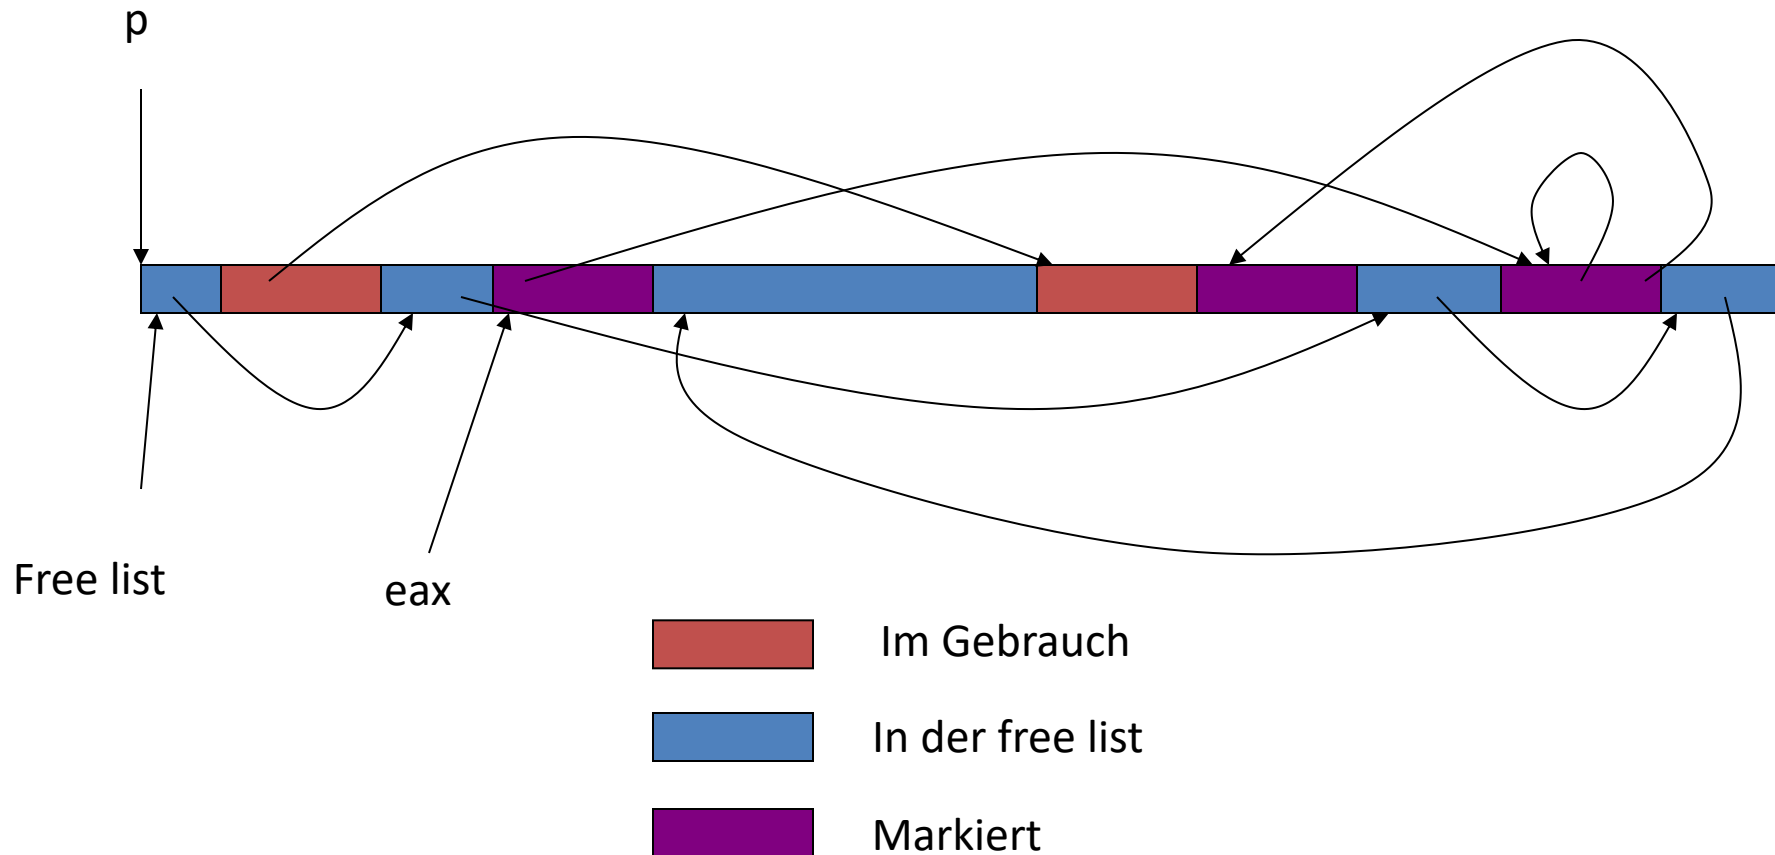 p
Free list
eax
Im Gebrauch
In der free list
Markiert